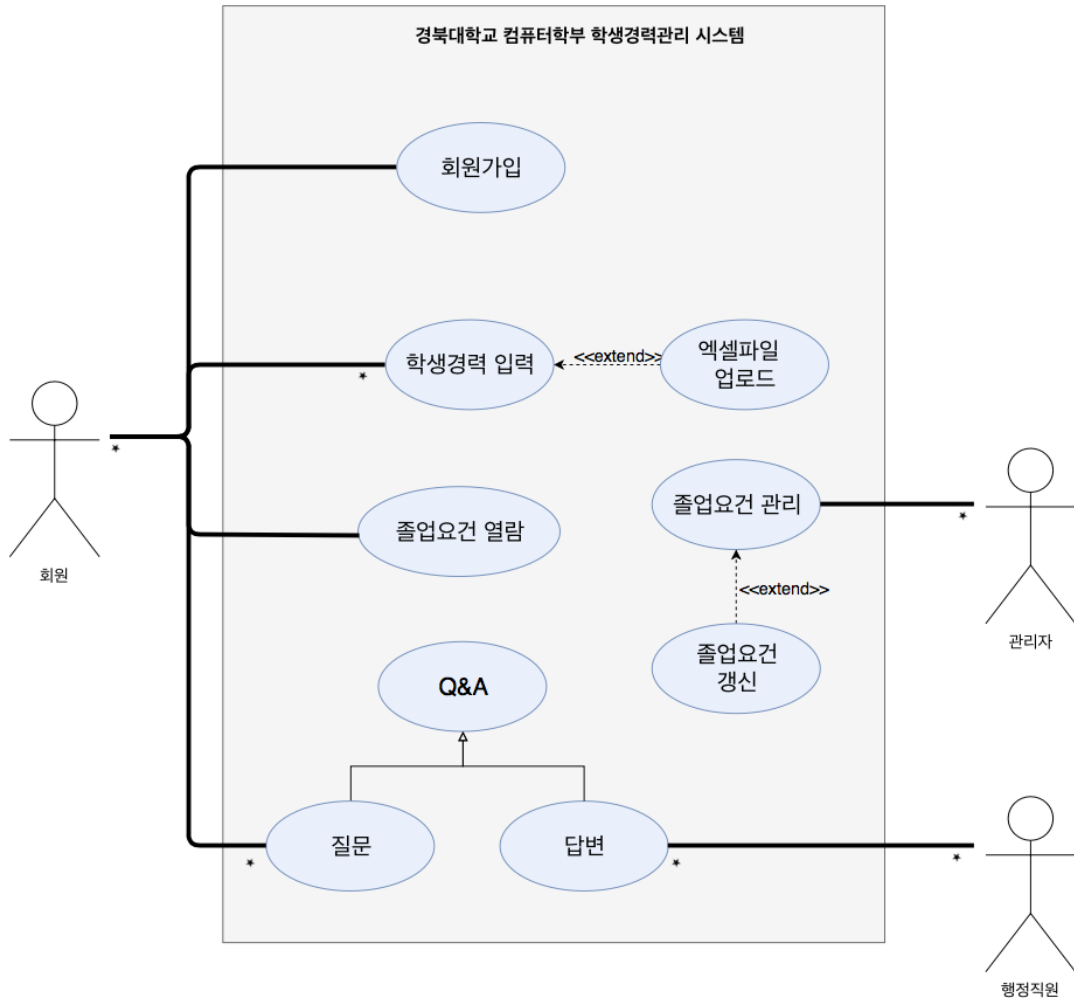 경북대학교 컴퓨터학부 학생경력관리 시스템
회원가입
학생경력 입력
*
<<extend>>
엑셀파일
업로드
*
회원
졸업요건 열람
졸업요건 관리
*
<<extend>>
관리자
졸업요건
갱신
Q&A
질문
*
답변
*
*
행정직원